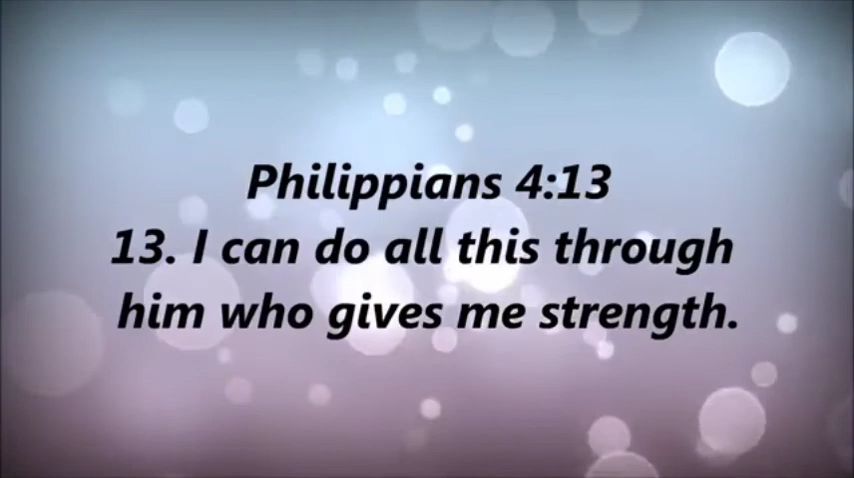 Philippians 4:13
13. I can do all this through
him who gives me strength.